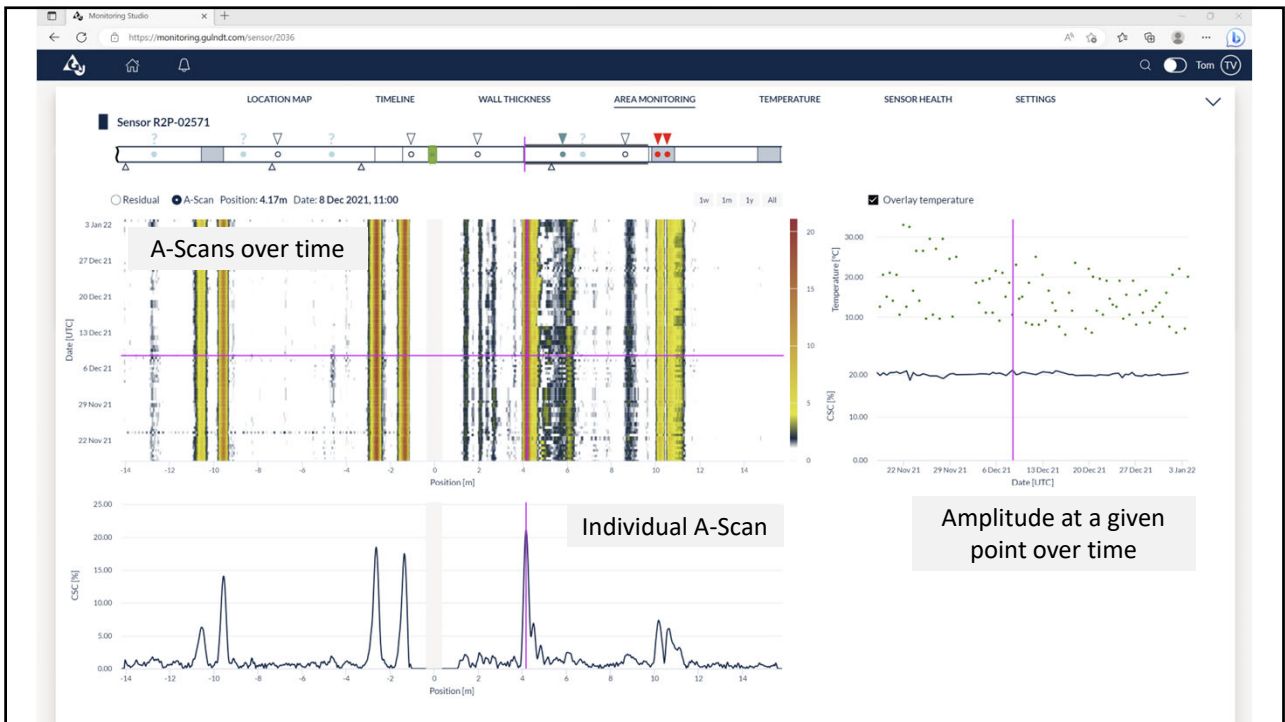 Monitoring Studio
https://monitoring.gulndt.com/sensor/2036
Tom TV
LOCATION MAP TIMELINE WALL THICKNESS AREA MONITORING TEMPERATURE SENSOR HEALTH SETTINGS
Sensor R2P-02571
? ? ? ?
Residual A-Scan Position: 4.17m Date: 8 Dec 2021, 11:00 1w 1m 1y All
Overlay temperature
A-Scans over time
Date [UTC]
3 Jan 22
27 Dec 21
20 Dec 21
13 Dec 21
6 Dec 21
29 Nov 21
22 Nov 21
-14 -12 -10 -8 -6 -4 -2 0 2 4 6 8 10 12 14
Position [m]
20
15
10
5
0
Temperature [°C]
30.00
20.00
10.00
CSC [%]
20.00
10.00
0.00
22 Nov 21 29 Nov 21 6 Dec 21 13 Dec 21 20 Dec 21 27 Dec 21 3 Jan 22
Date [UTC]
Individual A-Scan
CSC [%]
25.00
20.00
15.00
10.00
5.00
0.00
-14 -12 -10 -8 -6 -4 -2 0 2 4 6 8 10 12 14
Position [m]
Amplitude at a given
point over time